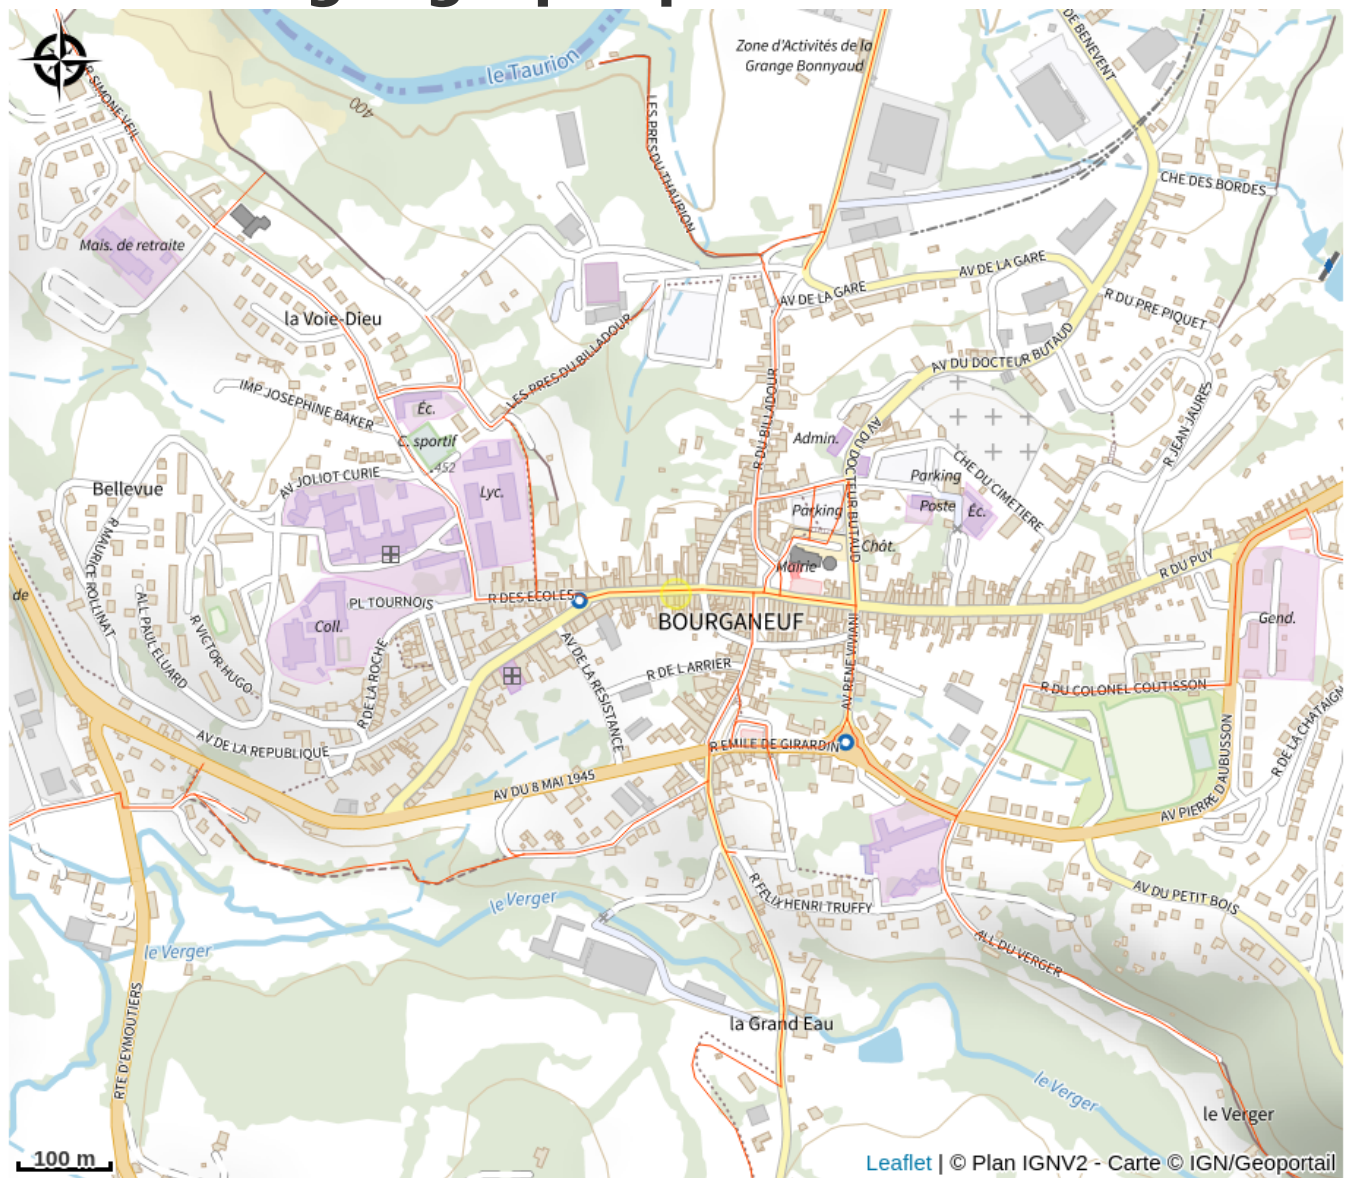 le Taurion
Zone d'Activités de la
Grange Bonnyaud
DE BENEVENT
R SIMONE VEIL
400
LES PRES DU THAURION
CHE DES BORDES
Mais. de retraite
AV DE LA GARE
AV DE LA GARE
R DU PRE PIQUET
la Voie-Dieu
LES PRES DU BILLADOUR
AV DU DOCTEUR BUTAUD
IMP JOSEPHINE BAKER
Éc.
R DU BILLADOUR
R JEAN JAURES
C. sportif
452
Admin.
AV DU DOCTEUR BUTAUD
CHE DU CIMETIERE
Parking
AV JOLIOT CURIE
Bellevue
Lyc.
Parking
Poste
Éc.
R MAURICE ROLLINAT
Chât.
Mairie
R DU PUY
de
ALL PAUL ELUARD
R VICTOR HUGO
PL TOURNOIS
R DES ECOLES
BOURGANEUF
Coll.
Gend.
R DE LA ROCHE
AV DE LA RESISTANCE
R DE L'ARRIER
AV RENE VIVIANI
R DU COLONEL COUTISSON
AV DE LA REPUBLIQUE
R EMILE DE GIRARDIN
R DE LA CHATAIGN
AV DU 8 MAI 1945
AV PIERRE D'AUBUSSON
R FELIX HENRI TRUFFY
AV DU PETIT BOIS
le Verger
le Verger
ALL DU VERGER
RTE D'EYMOUTIERS
la Grand Eau
le Verger
le Verger
100 m
Leaflet | © Plan IGNV2 - Carte © IGN/Geoportail